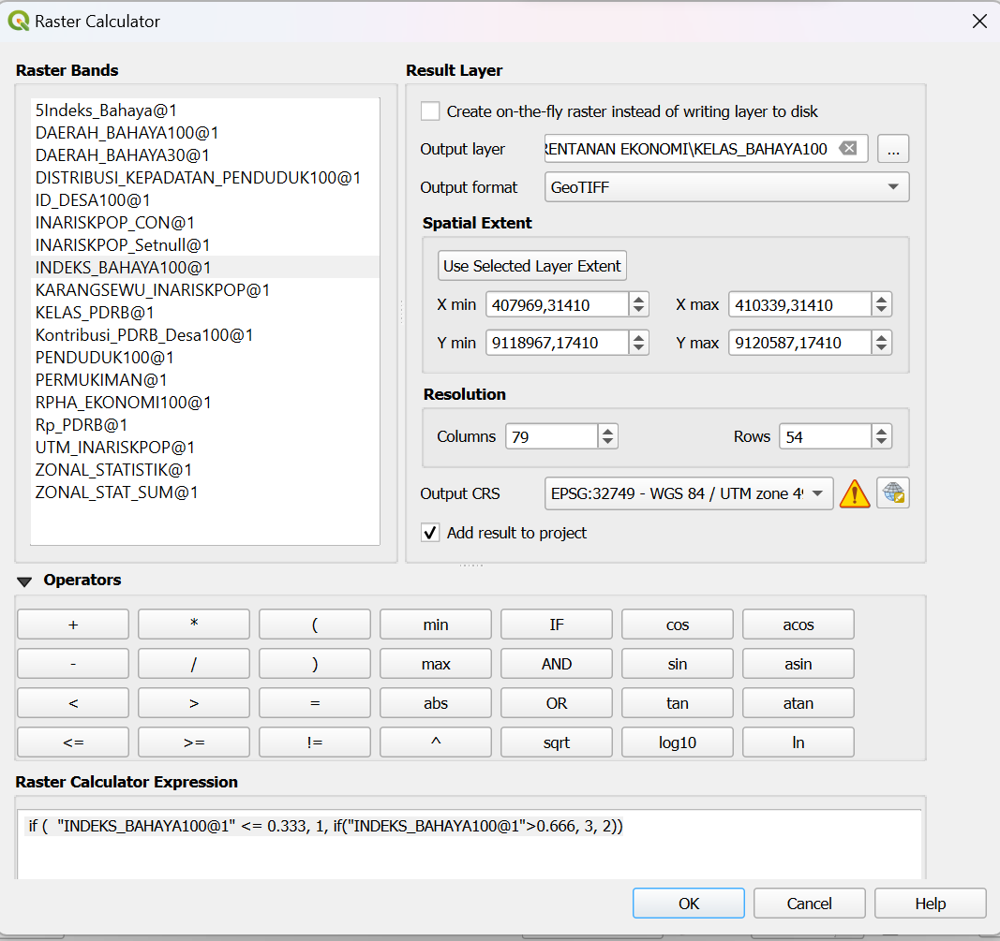 Raster Calculator
Raster Bands
5Indeks_Bahaya@1
DAERAH_BAHAYA100@1
DAERAH_BAHAYA30@1
DISTRIBUSI_KEPADATAN_PENDUDUK100@1
ID_DESA100@1
INARISKPOP_CON@1
INARISKPOP_Setnull@1
INDEKS_BAHAYA100@1
KARANGSEWU_INARISKPOP@1
KELAS_PDRB@1
Kontribusi_PDRB_Desa100@1
PENDUDUK100@1
PERMUKIMAN@1
RPHA_EKONOMI100@1
Rp_PDRB@1
UTM_INARISKPOP@1
ZONAL_STATISTIK@1
ZONAL_STAT_SUM@1
Result Layer
Create on-the-fly raster instead of writing layer to disk
Output layer RENTANAN EKONOMI\KELAS_BAHAYA100 ...
Output format GeoTIFF
Spatial Extent
Use Selected Layer Extent
X min 407969,31410 X max 410339,31410
Y min 9118967,17410 Y max 9120587,17410
Resolution
Columns 79 Rows 54
Output CRS EPSG:32749 - WGS 84 / UTM zone 49
Add result to project
Operators
+ * ( min IF cos acos
- / ) max AND sin asin
< > = abs OR tan atan
<= >= != ^ sqrt log10 ln
Raster Calculator Expression
if ( "INDEKS_BAHAYA100@1" <= 0.333, 1, if("INDEKS_BAHAYA100@1">0.666, 3, 2))
OK Cancel Help